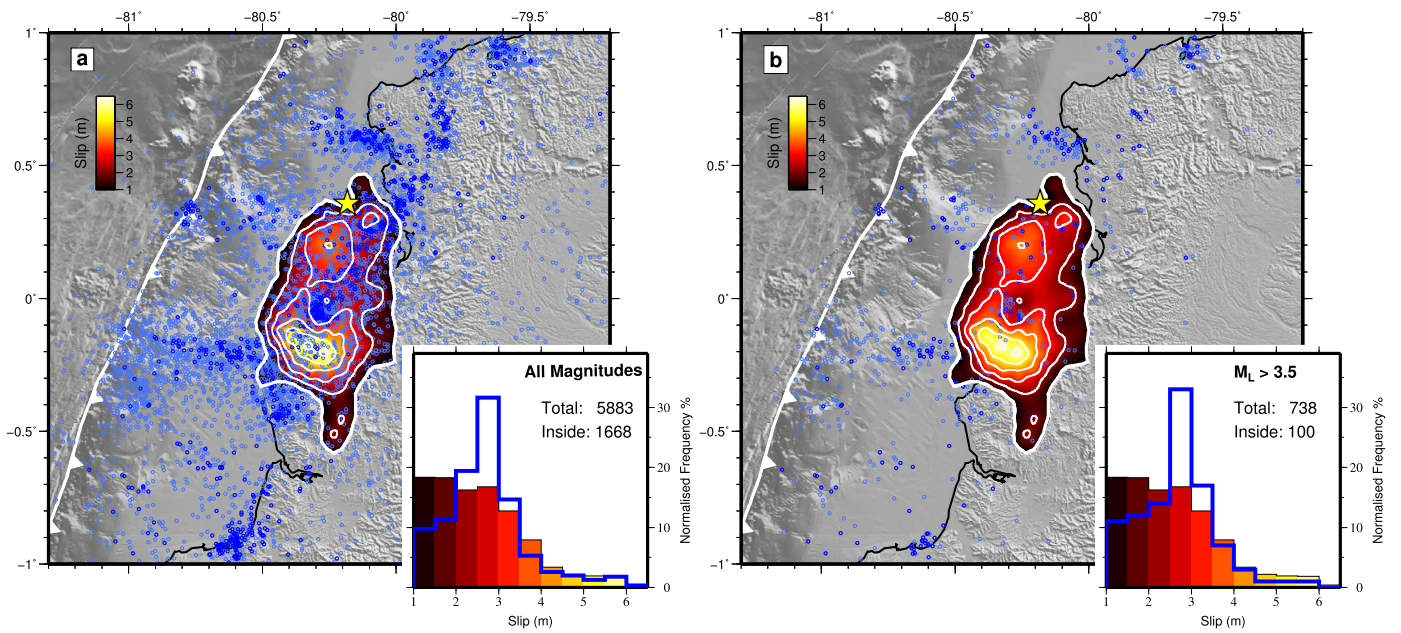 −81˚ −80.5˚ −80˚ −79.5˚
1˚
0.5˚
0˚
−0.5˚
−1˚
a
Slip (m)
6
5
4
3
2
1
All Magnitudes
Total: 5883
Inside: 1668
30
20
10
0
Normalised Frequency %
1 2 3 4 5 6
Slip (m)
−81˚ −80.5˚ −80˚ −79.5˚
1˚
0.5˚
0˚
−0.5˚
−1˚
b
Slip (m)
6
5
4
3
2
1
M_L > 3.5
Total: 738
Inside: 100
30
20
10
0
Normalised Frequency %
1 2 3 4 5 6
Slip (m)